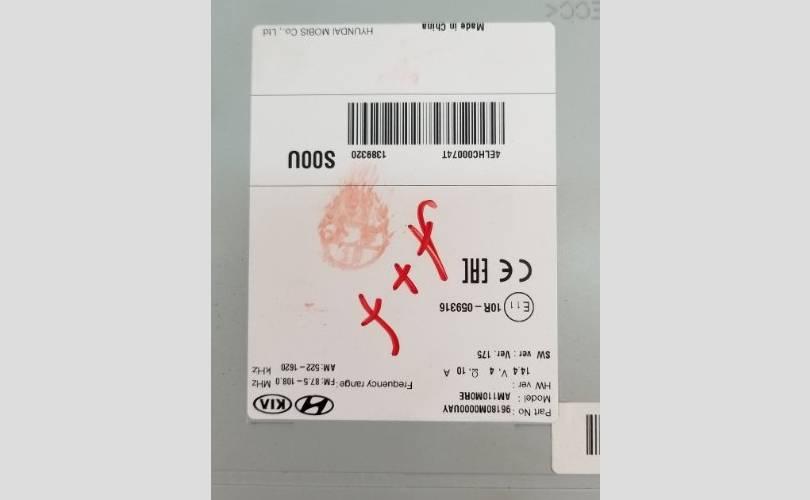 Part No : 96180M0000UAY
Model : AM110MORE
HW ver :
14.4 V, 4 Ω, 10 A
SW ver : Ver. 175
HYUNDAI KIA
Frequency range: FM: 87.5-108.0 MHz
AM: 522-1620 kHz
E11 10R-059316
CE EAC
4ELHC00074T 1389320
S00U
Made in China
HYUNDAI MOBIS Co., Ltd